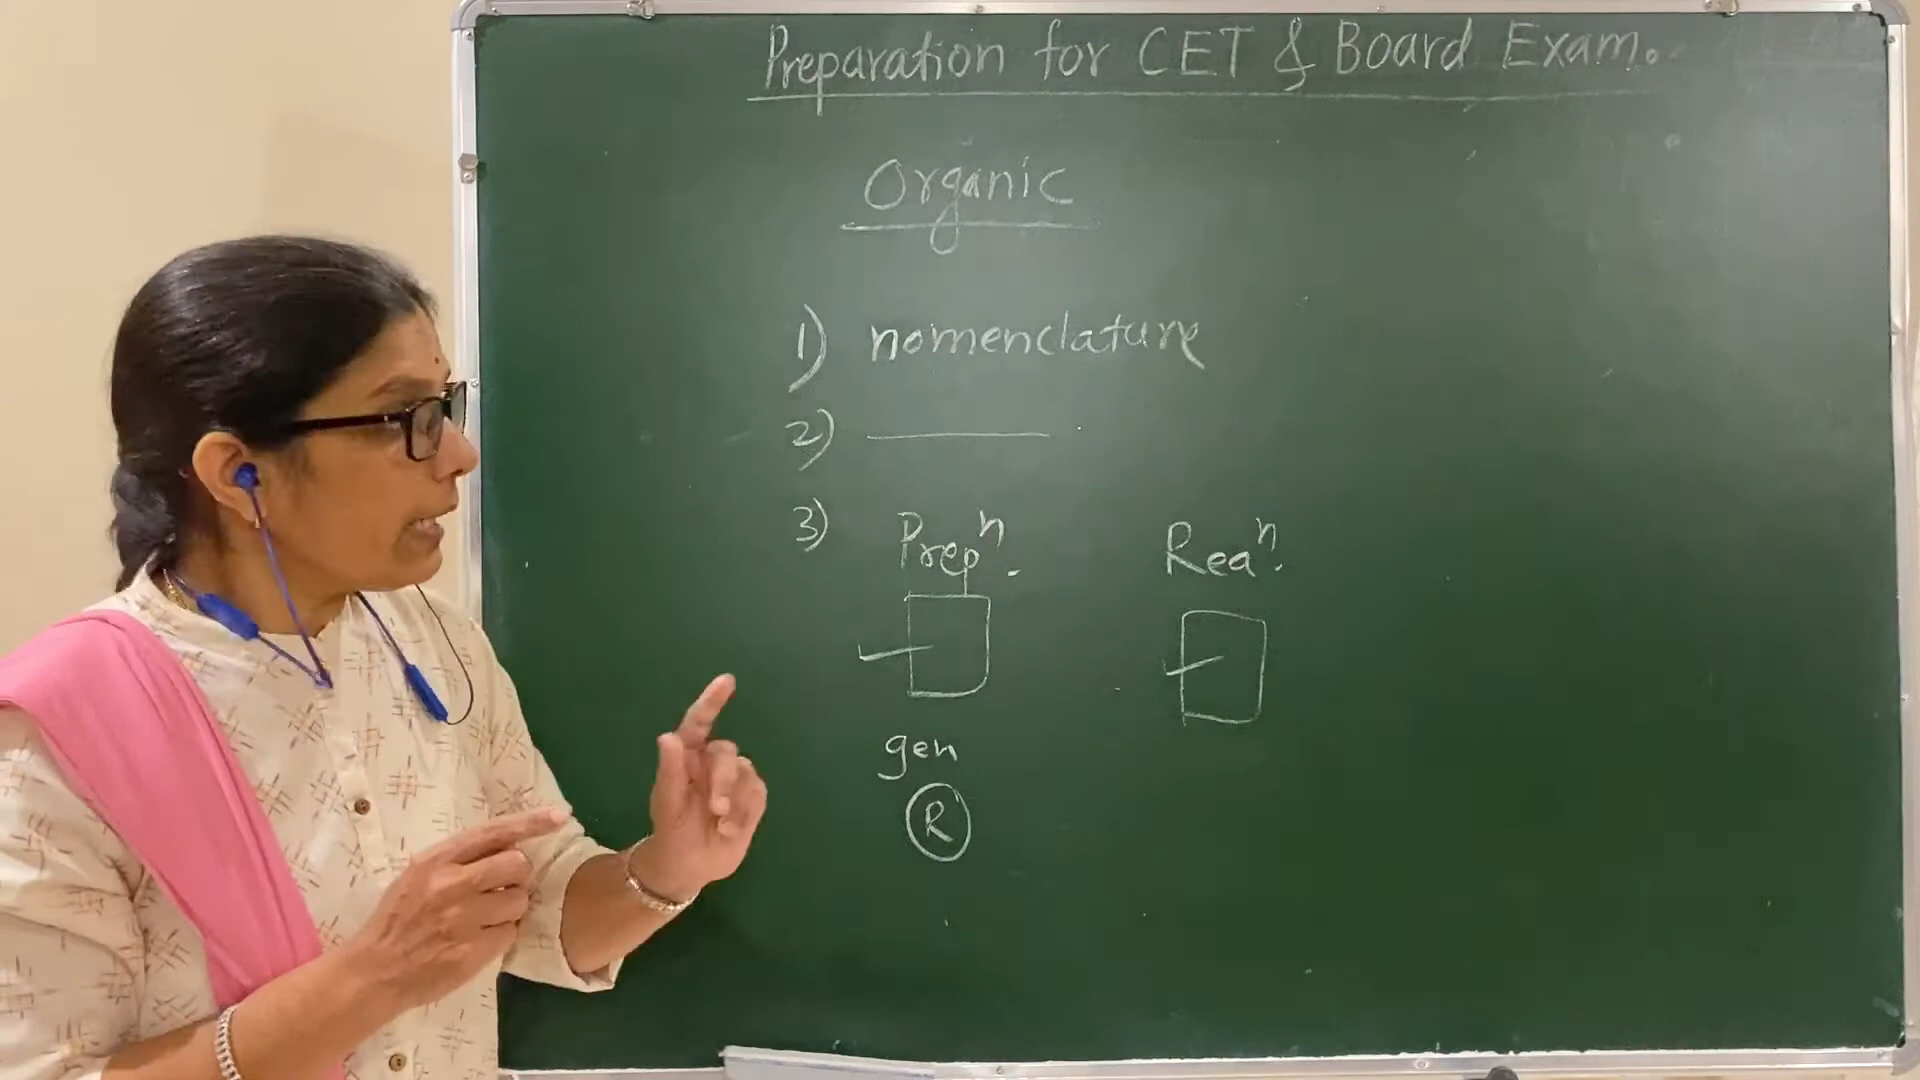 Preparation for CET & Board Exam.
Organic
1) nomenclature
2)
3) Prepⁿ. Reaⁿ.
gen
R